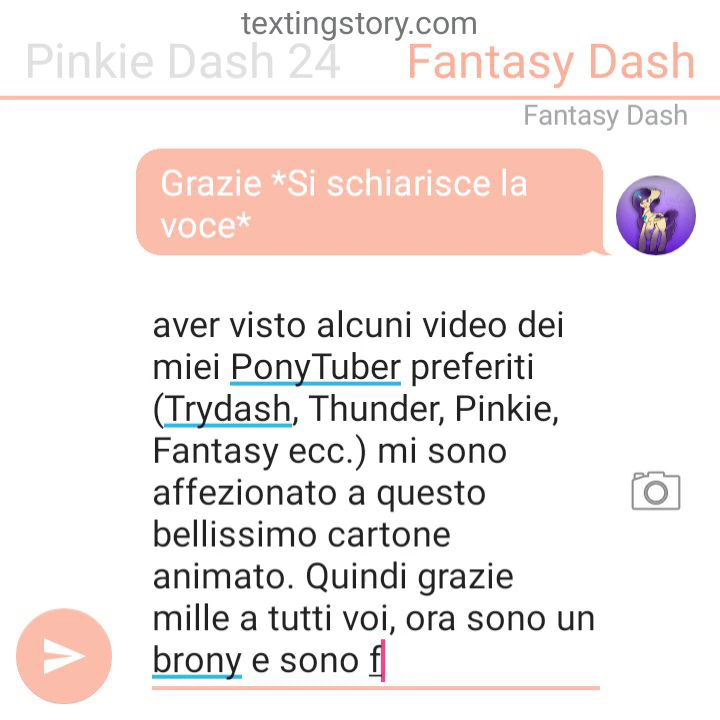 textingstory.com
Pinkie Dash 24 Fantasy Dash
Fantasy Dash
Grazie *Si schiarisce la
voce*
aver visto alcuni video dei
miei PonyTuber preferiti
(Trydash, Thunder, Pinkie,
Fantasy ecc.) mi sono
affezionato a questo
bellissimo cartone
animato. Quindi grazie
mille a tutti voi, ora sono un
brony e sono f